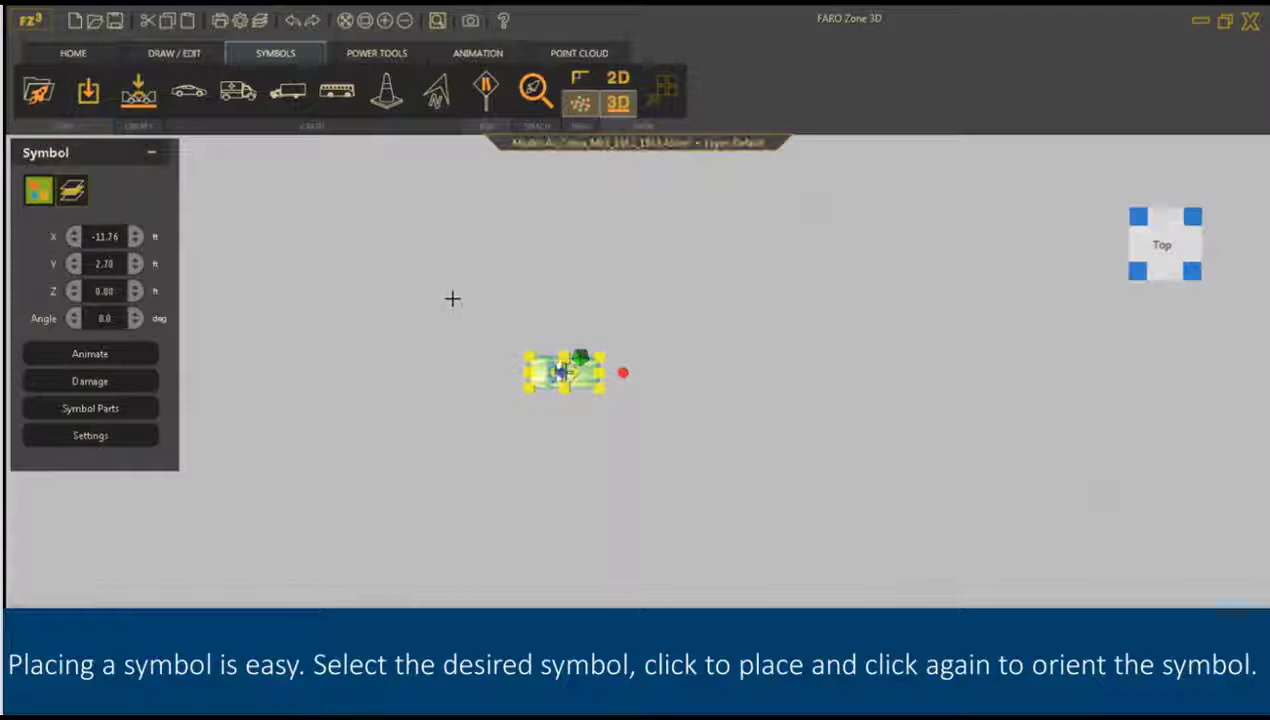 FZ³
FARO Zone 3D
HOME DRAW / EDIT SYMBOLS POWER TOOLS ANIMATION POINT CLOUD
2D
3D
Symbol
X -11.76 ft
Y 2.70 ft
Z 0.00 ft
Angle 0.0 deg
Animate
Damage
Symbol Parts
Settings
Top
Placing a symbol is easy. Select the desired symbol, click to place and click again to orient the symbol.